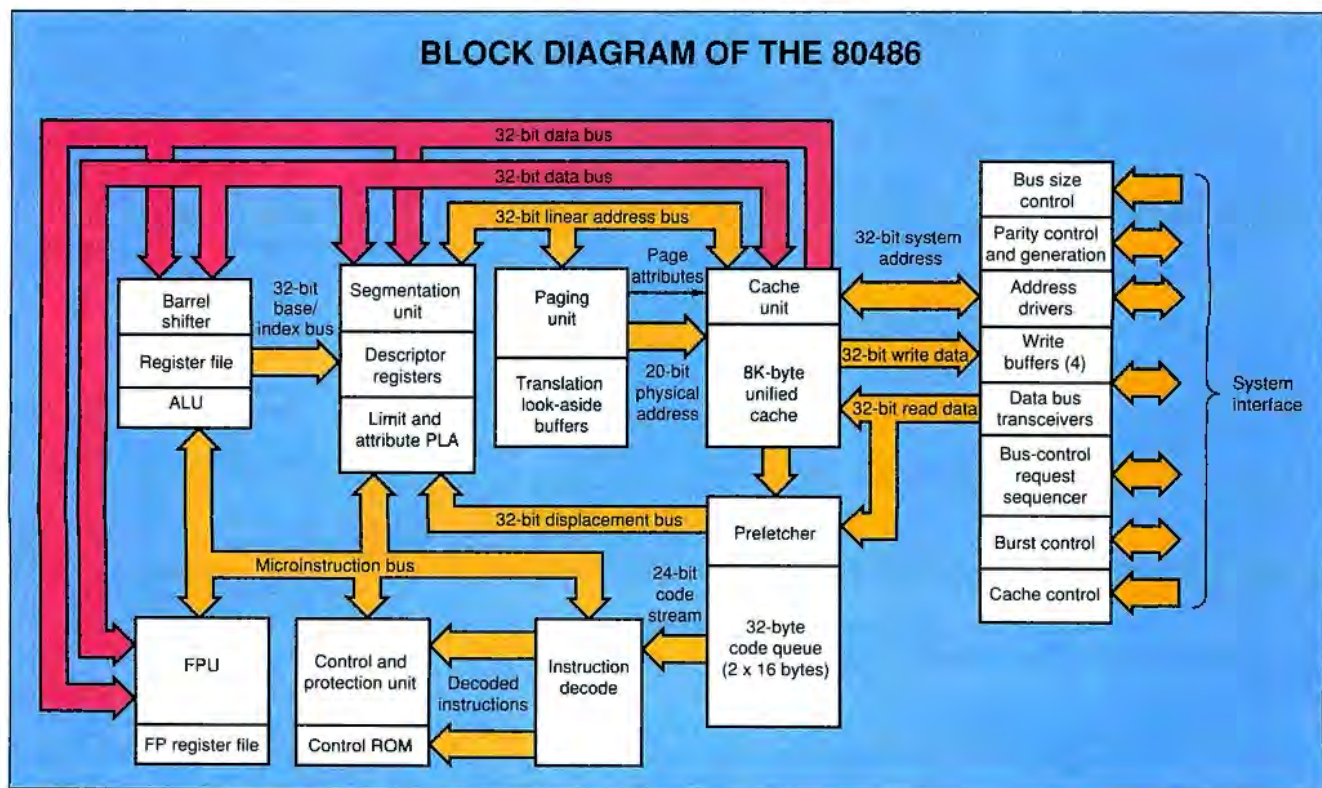 BLOCK DIAGRAM OF THE 80486
32-bit data bus
32-bit data bus
32-bit linear address bus
Barrel
shifter
Register file
ALU
32-bit
base/
index bus
Segmentation
unit
Descriptor
registers
Limit and
attribute PLA
Paging
unit
Translation
look-aside
buffers
Page
attributes
20-bit
physical
address
Cache
unit
8K-byte
unified
cache
32-bit system
address
32-bit write data
32-bit read data
Bus size
control
Parity control
and generation
Address
drivers
Write
buffers (4)
Data bus
transceivers
Bus-control
request
sequencer
Burst control
Cache control
System
interface
32-bit displacement bus
Microinstruction bus
Prefetcher
32-byte
code queue
(2 x 16 bytes)
24-bit
code
stream
FPU
FP register file
Control and
protection unit
Control ROM
Decoded
instructions
Instruction
decode